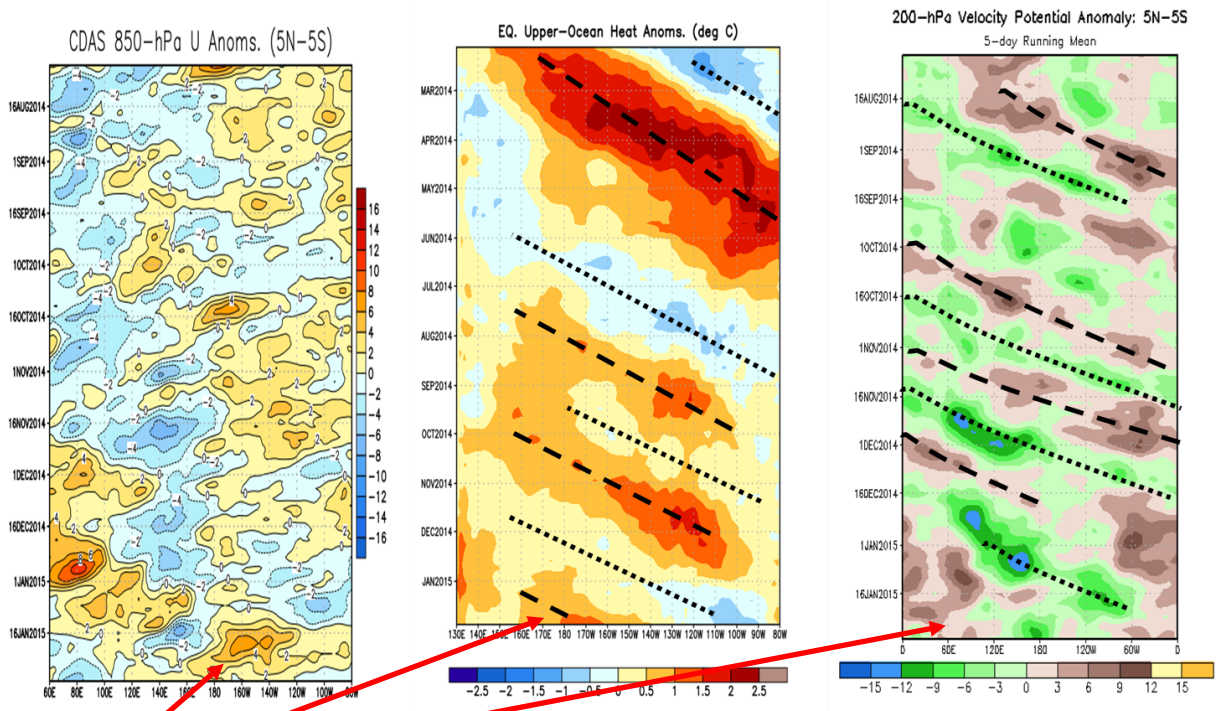 CDAS 850-hPa U Anoms. (5N-5S)
16AUG2014
1SEP2014
16SEP2014
1OCT2014
16OCT2014
1NOV2014
16NOV2014
1DEC2014
16DEC2014
1JAN2015
16JAN2015
60E 80E 100E 120E 140E 160E 180 160W 140W 120W 100W 80W
16
14
12
10
8
6
4
2
0
-2
-4
-6
-8
-10
-12
-14
-16
EQ. Upper-Ocean Heat Anoms. (deg C)
MAR2014
APR2014
MAY2014
JUN2014
JUL2014
AUG2014
SEP2014
OCT2014
NOV2014
DEC2014
JAN2015
130E 140E 150E 160E 170E 180 170W 160W 150W 140W 130W 120W 110W 100W 90W 80W
-2.5 -2 -1.5 -1 -0.5 0 0.5 1 1.5 2 2.5
200-hPa Velocity Potential Anomaly: 5N-5S
5-day Running Mean
16AUG2014
1SEP2014
16SEP2014
1OCT2014
16OCT2014
1NOV2014
16NOV2014
1DEC2014
16DEC2014
1JAN2015
16JAN2015
0 60E 120E 180 120W 60W 0
-15 -12 -9 -6 -3 0 3 6 9 12 15